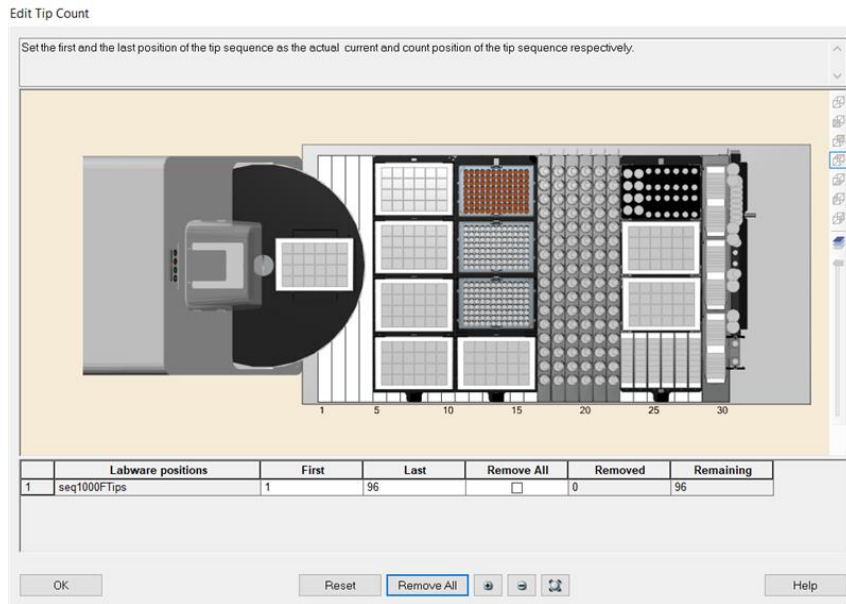 Edit Tip Count
Set the first and the last position of the tip sequence as the actual current and count position of the tip sequence respectively.
1 5 10 15 20 25 30
Labware positions First Last Remove All Removed Remaining
1 seq1000FTips 1 96 0 96
OK Reset Remove All Help